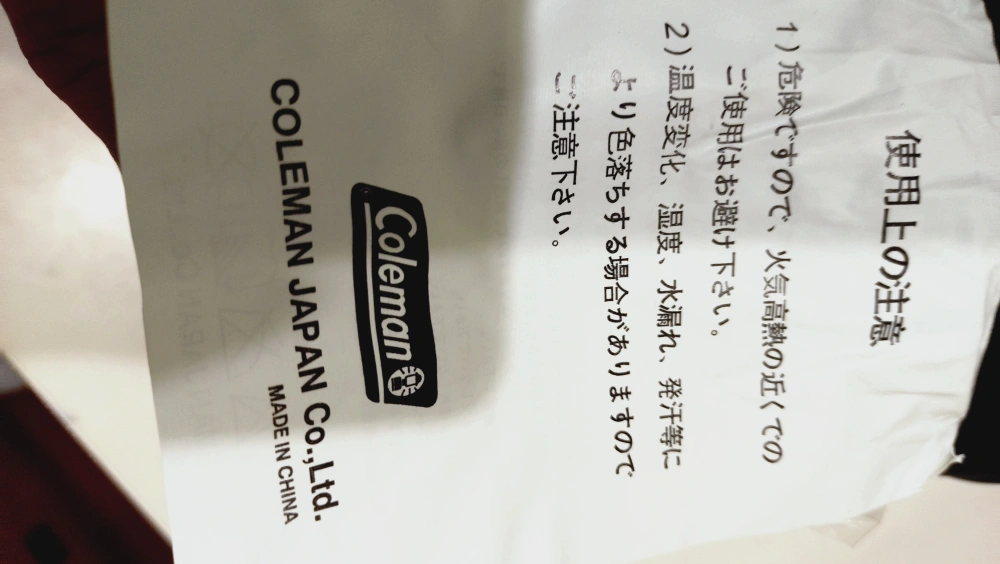 使用上の注意
1)危険ですので、火気高熱の近くでの
ご使用はお避け下さい。
2)温度変化、湿度、水漏れ、発汗等に
より色落ちする場合がありますので
ご注意下さい。
Coleman
COLEMAN JAPAN Co.,Ltd.
MADE IN CHINA